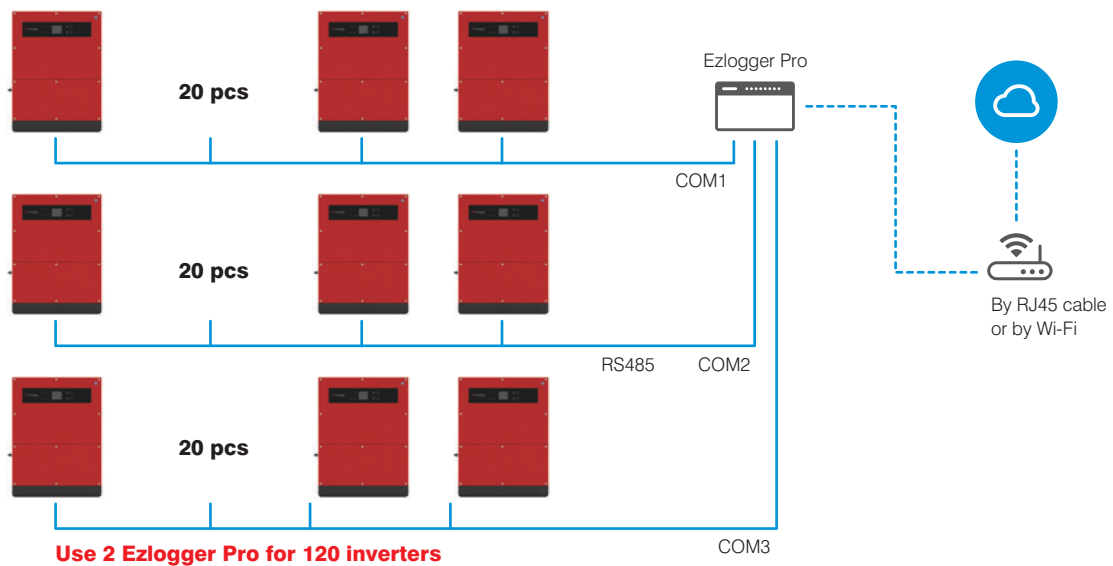 Ezlogger Pro
20 pcs
COM1
20 pcs
By RJ45 cable
or by Wi-Fi
RS485
COM2
20 pcs
COM3
Use 2 Ezlogger Pro for 120 inverters